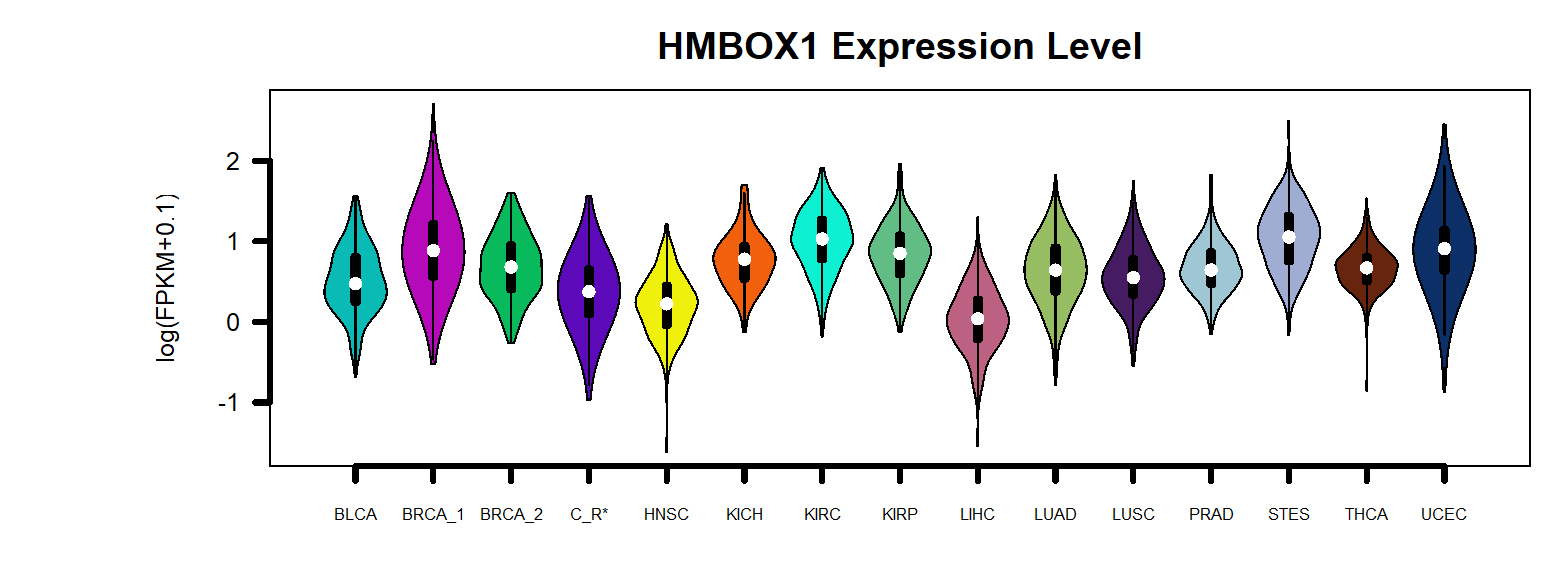 HMBOX1 Expression Level
log(FPKM+0.1)
2
1
0
-1
BLCA BRCA_1 BRCA_2 C_R* HNSC KICH KIRC KIRP LIHC LUAD LUSC PRAD STES THCA UCEC